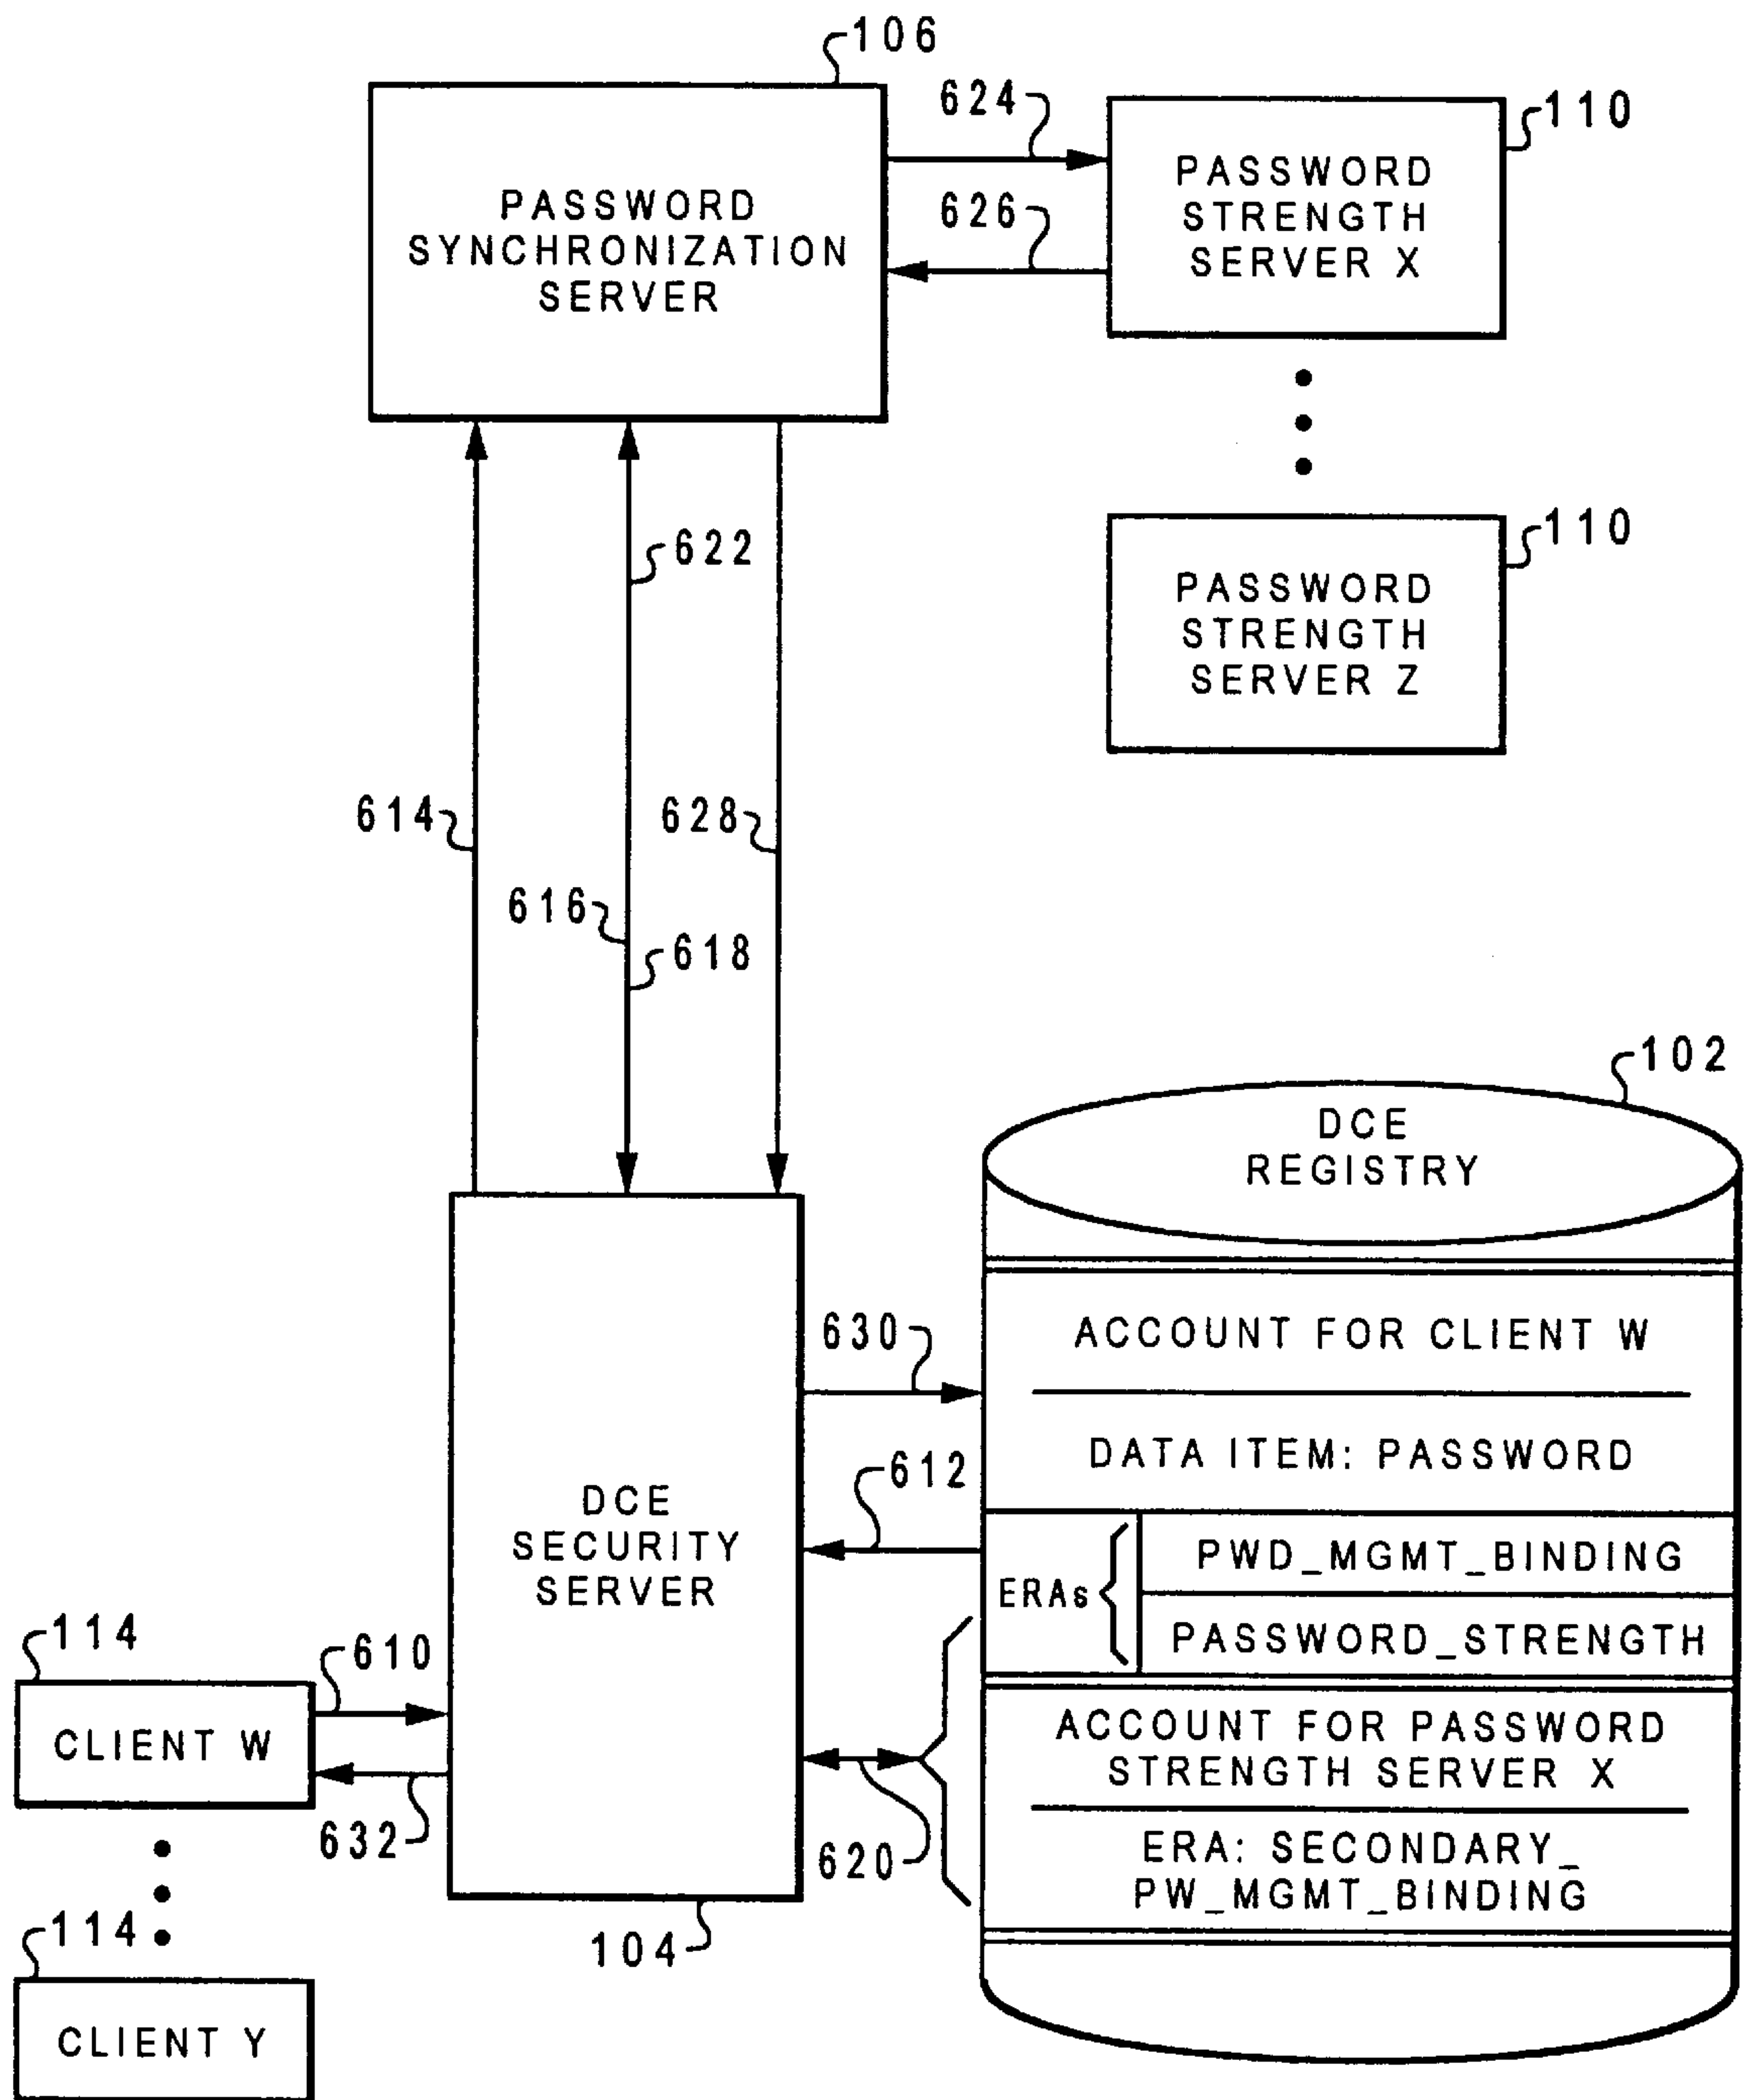 106
624
110
PASSWORD
SYNCHRONIZATION
SERVER
PASSWORD
STRENGTH
SERVER X
626
110
622
PASSWORD
STRENGTH
SERVER Z
614
628
616
618
102
DCE
REGISTRY
630
ACCOUNT FOR CLIENT W
DATA ITEM: PASSWORD
612
DCE
SECURITY
SERVER
ERAs
PWD_MGMT_BINDING
PASSWORD_STRENGTH
114
610
CLIENT W
632
620
ACCOUNT FOR PASSWORD
STRENGTH SERVER X
ERA: SECONDARY_
PW_MGMT_BINDING
104
114
CLIENT Y